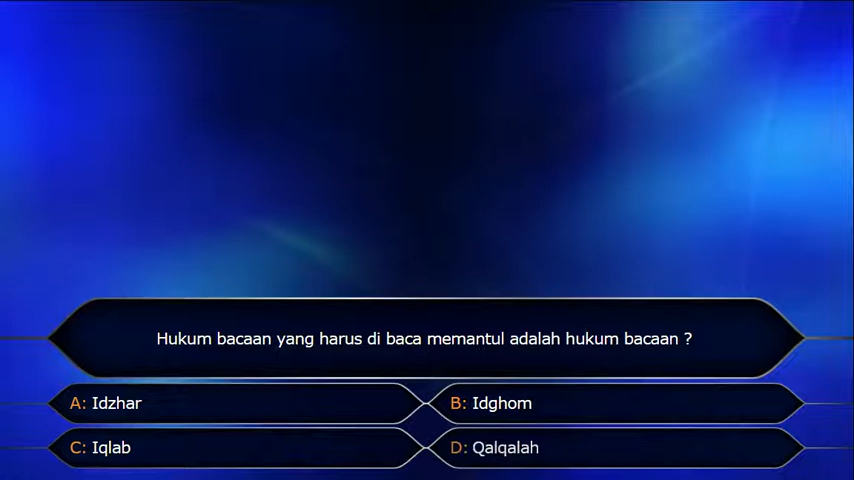 Hukum bacaan yang harus di baca memantul adalah hukum bacaan ?
A: Idzhar
B: Idghom
C: Iqlab
D: Qalqalah